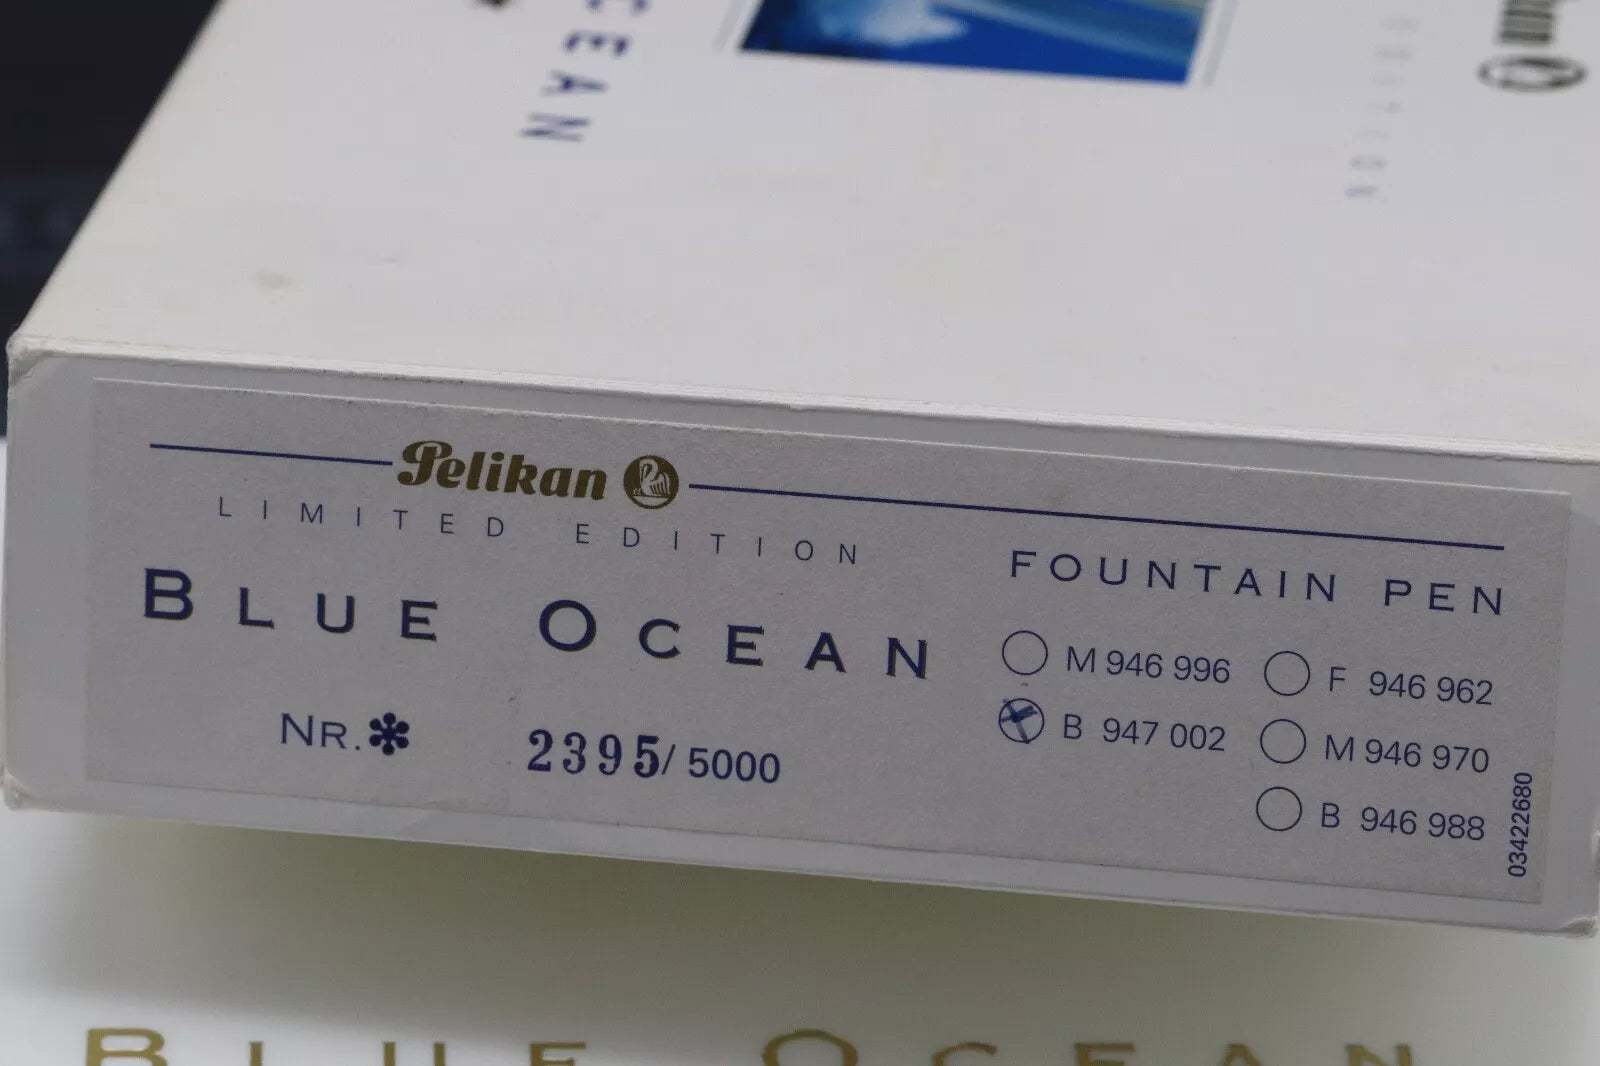 CEAN
Pelikan
LIMITED EDITION
BLUE OCEAN
NR.* 2395/5000
FOUNTAIN PEN
M 946 996
F 946 962
B 947 002
M 946 970
B 946 988
03422680
BLUE OCEAN